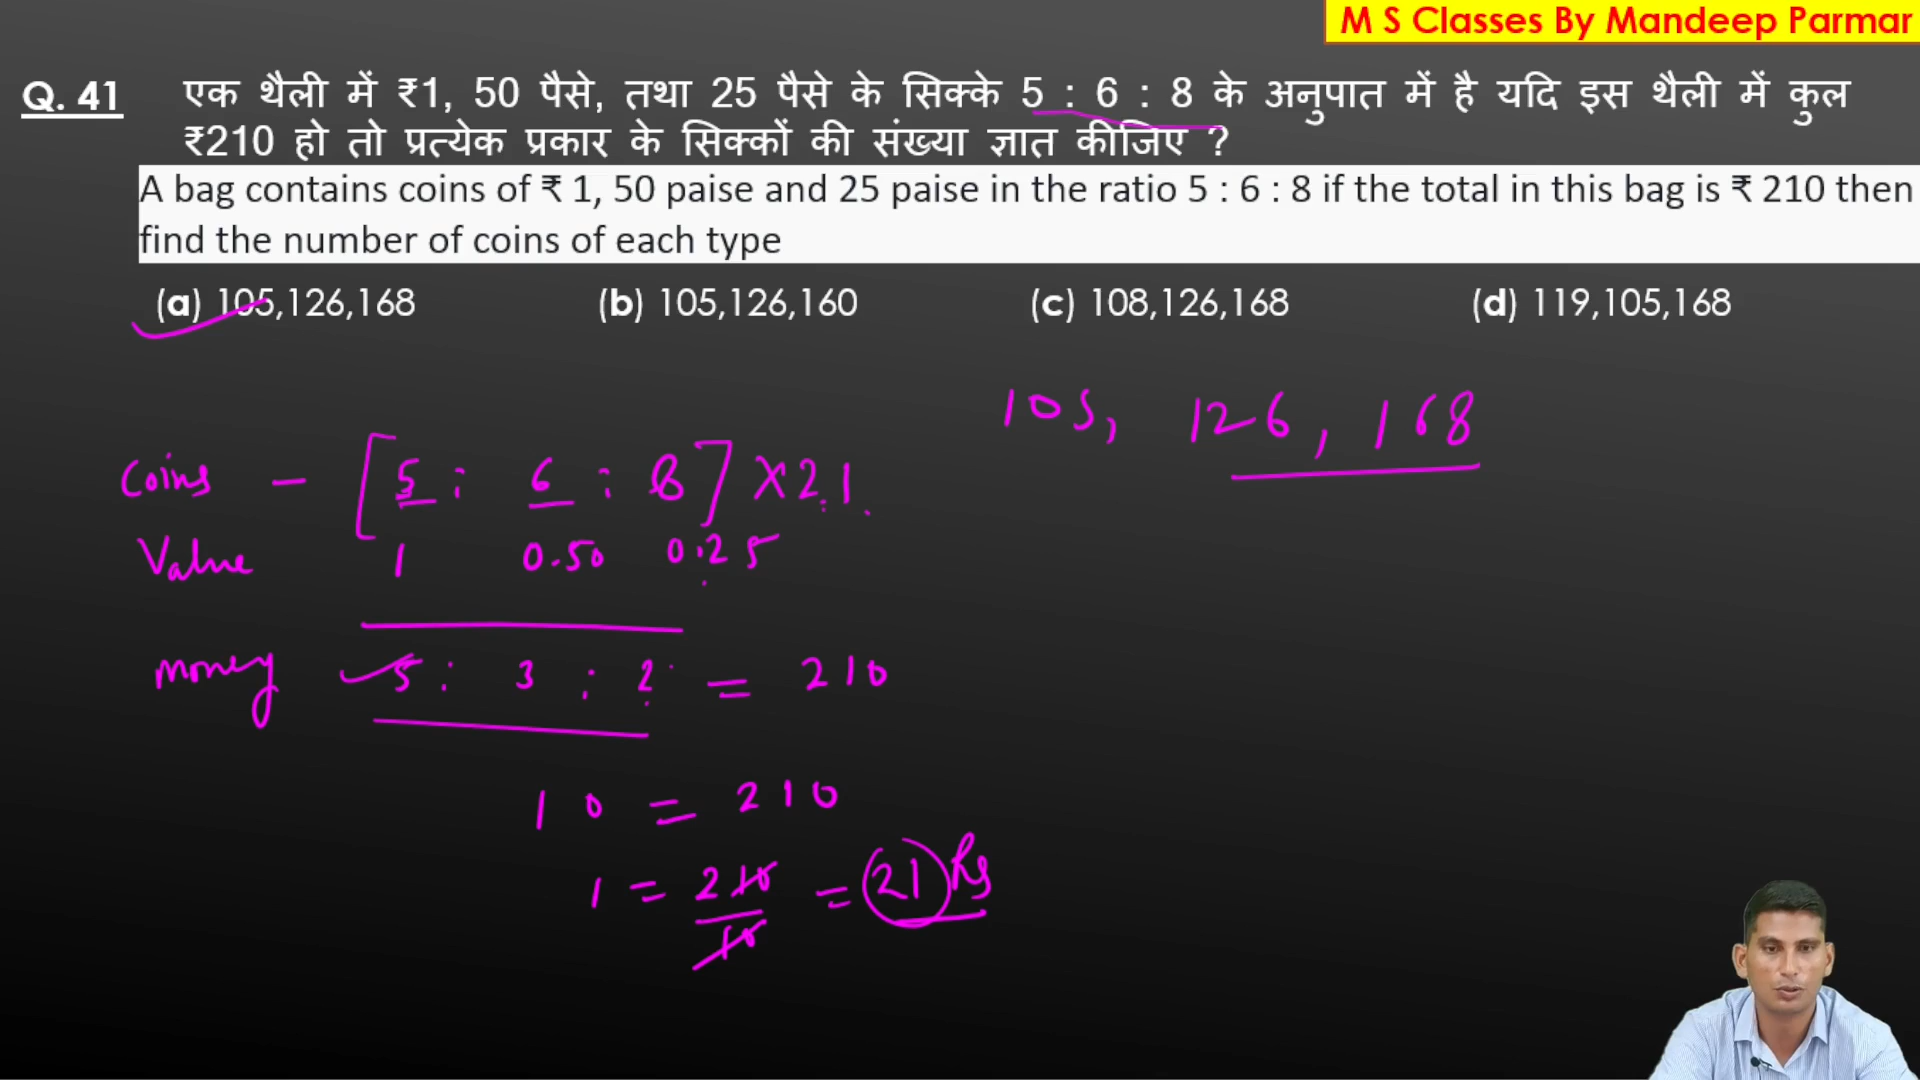 M S Classes By Mandeep Parmar
Q. 41 एक थैली में ₹1, 50 पैसे, तथा 25 पैसे के सिक्के 5 : 6 : 8 के अनुपात में है यदि इस थैली में कुल
₹210 हो तो प्रत्येक प्रकार के सिक्कों की संख्या ज्ञात कीजिए ?
A bag contains coins of ₹ 1, 50 paise and 25 paise in the ratio 5 : 6 : 8 if the total in this bag is ₹ 210 then
find the number of coins of each type
(a) 105,126,168 (b) 105,126,160 (c) 108,126,168 (d) 119,105,168
105, 126, 168
Coins - [5 : 6 : 8] × 21
Value 1 0.50 0.25
money 5 : 3 : 2 = 210
10 = 210
1 = 210/10 = 21 Rs